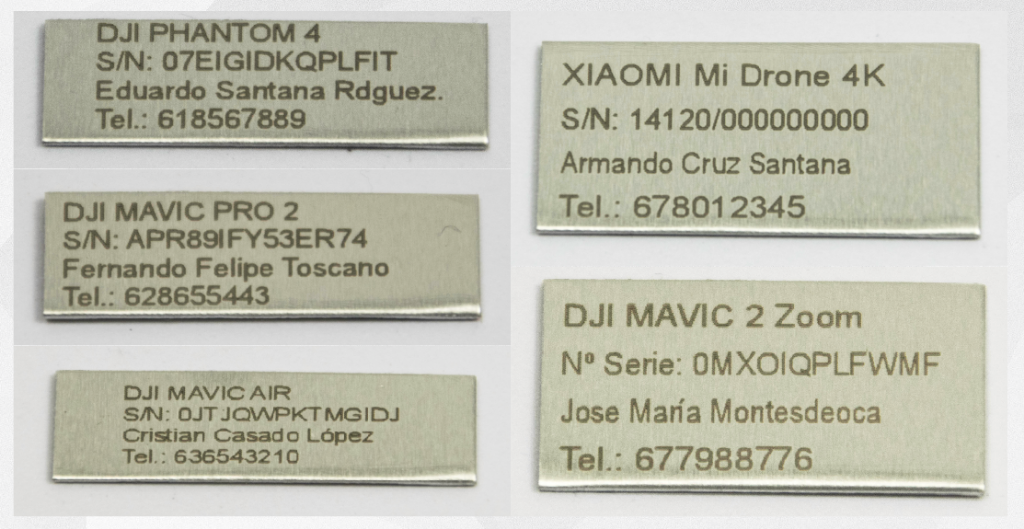 DJI PHANTOM 4
S/N: 07EIGIDKQPLFIT
Eduardo Santana Rdguez.
Tel.: 618567889
DJI MAVIC PRO 2
S/N: APR89IFY53ER74
Fernando Felipe Toscano
Tel.: 628655443
DJI MAVIC AIR
S/N: 0JTJQWPKTMGIDJ
Cristian Casado López
Tel.: 636543210
XIAOMI Mi Drone 4K
S/N: 14120/000000000
Armando Cruz Santana
Tel.: 678012345
DJI MAVIC 2 Zoom
Nº Serie: 0MXOIQPLFWMF
Jose María Montesdeoca
Tel.: 677988776